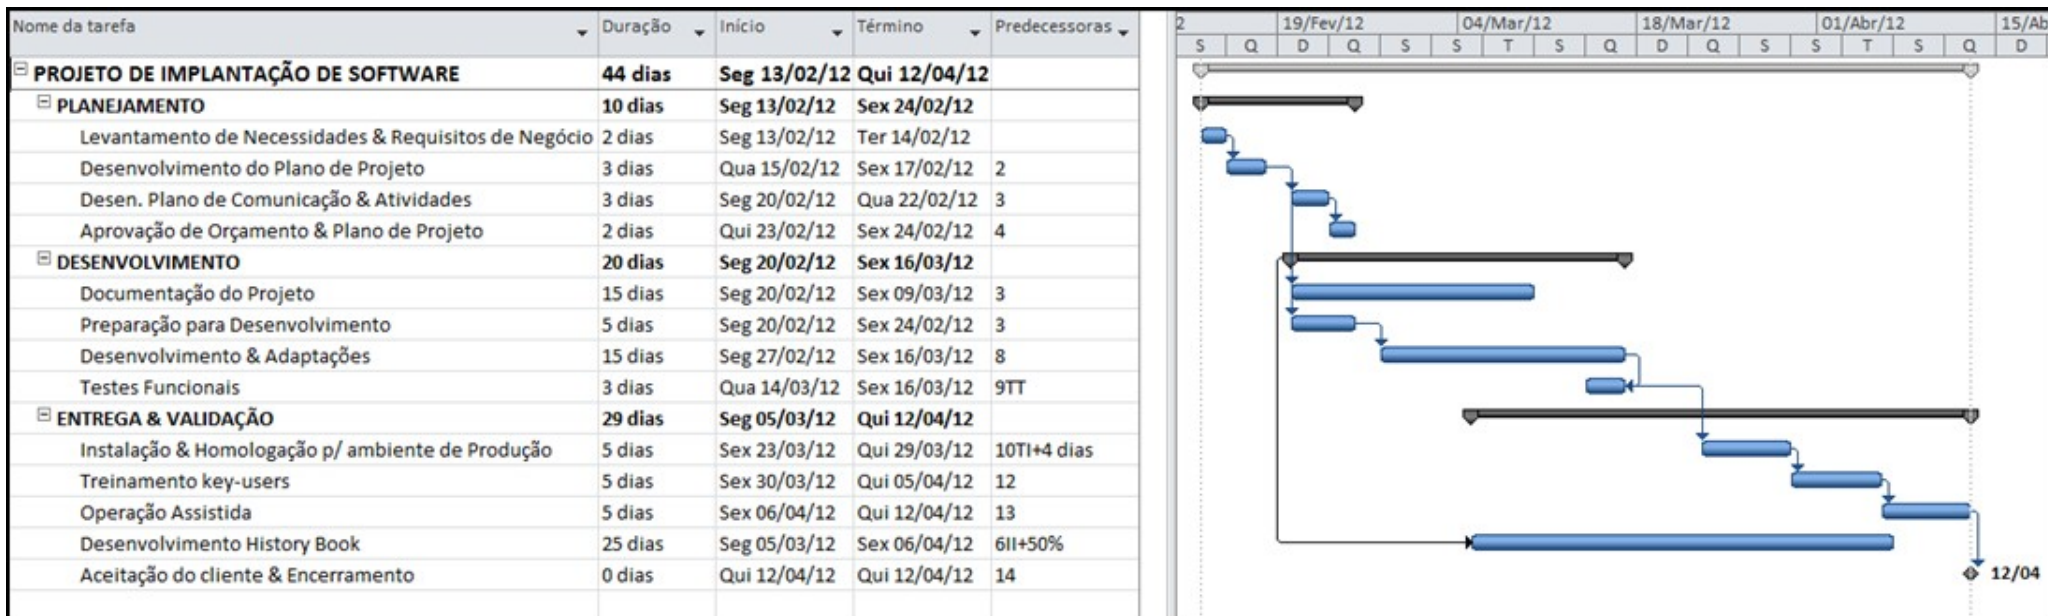 Nome da tarefa Duração Início Término Predecessoras 2 19/Fev/12 04/Mar/12 18/Mar/12 01/Abr/12 15/Ab
S Q D Q S S T S Q D Q S S T S Q D
PROJETO DE IMPLANTAÇÃO DE SOFTWARE 44 dias Seg 13/02/12 Qui 12/04/12
PLANEJAMENTO 10 dias Seg 13/02/12 Sex 24/02/12
Levantamento de Necessidades & Requisitos de Negócio 2 dias Seg 13/02/12 Ter 14/02/12
Desenvolvimento do Plano de Projeto 3 dias Qua 15/02/12 Sex 17/02/12 2
Desen. Plano de Comunicação & Atividades 3 dias Seg 20/02/12 Qua 22/02/12 3
Aprovação de Orçamento & Plano de Projeto 2 dias Qui 23/02/12 Sex 24/02/12 4
DESENVOLVIMENTO 20 dias Seg 20/02/12 Sex 16/03/12
Documentação do Projeto 15 dias Seg 20/02/12 Sex 09/03/12 3
Preparação para Desenvolvimento 5 dias Seg 20/02/12 Sex 24/02/12 3
Desenvolvimento & Adaptações 15 dias Seg 27/02/12 Sex 16/03/12 8
Testes Funcionais 3 dias Qua 14/03/12 Sex 16/03/12 9TT
ENTREGA & VALIDAÇÃO 29 dias Seg 05/03/12 Qui 12/04/12
Instalação & Homologação p/ ambiente de Produção 5 dias Sex 23/03/12 Qui 29/03/12 10TI+4 dias
Treinamento key-users 5 dias Sex 30/03/12 Qui 05/04/12 12
Operação Assistida 5 dias Sex 06/04/12 Qui 12/04/12 13
Desenvolvimento History Book 25 dias Seg 05/03/12 Sex 06/04/12 6II+50%
Aceitação do cliente & Encerramento 0 dias Qui 12/04/12 Qui 12/04/12 14 12/04